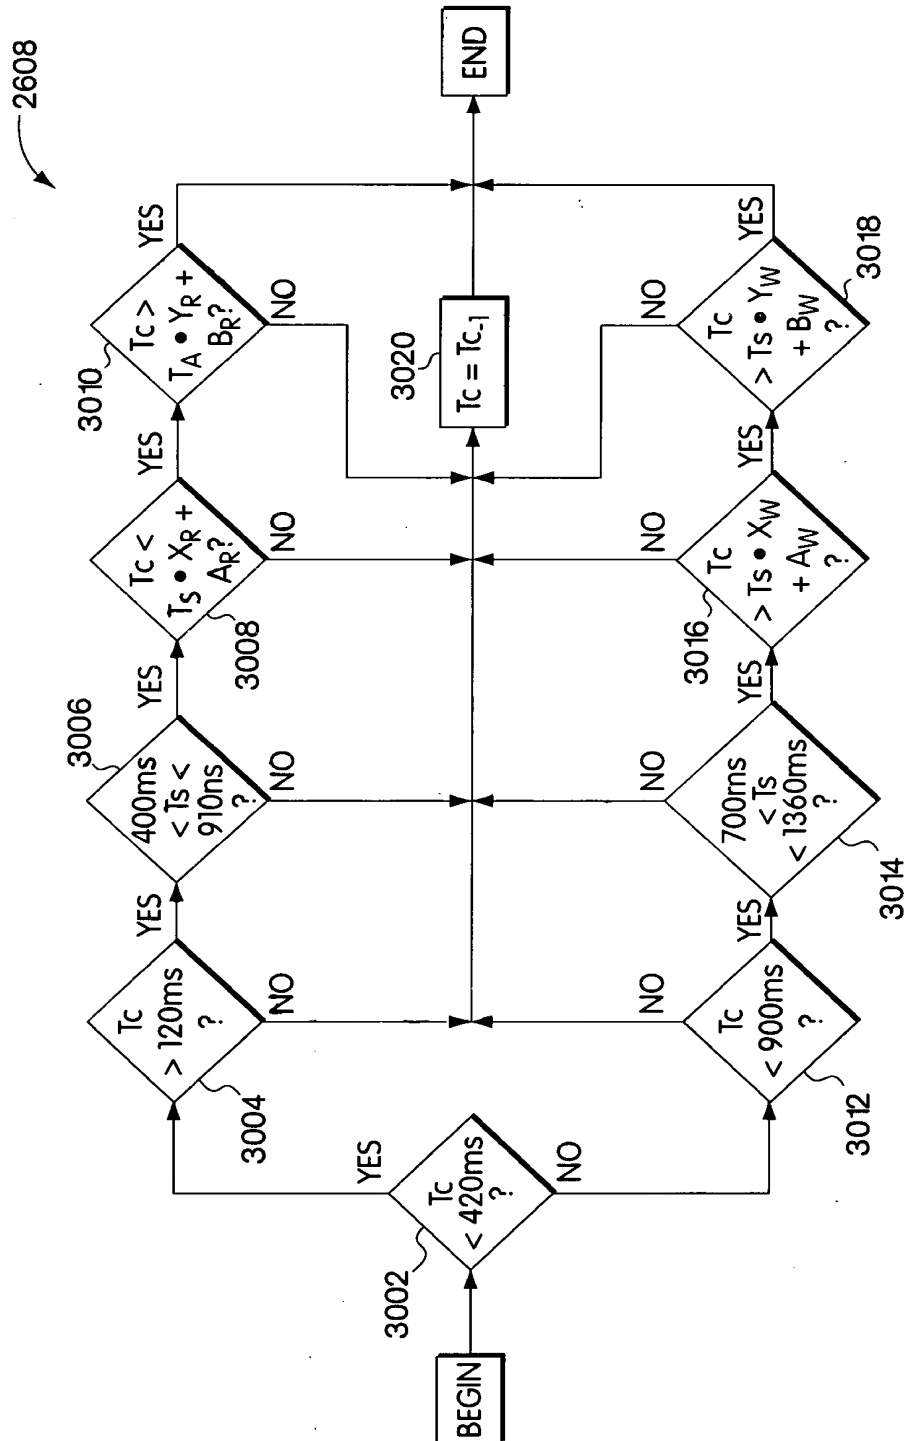 2608
BEGIN
3002
Tc
< 420ms
?
YES
NO
3004
Tc
> 120ms
?
YES
NO
3006
400ms
< Ts <
910ns
?
YES
NO
3008
Tc <
Ts • XR +
AR?
YES
NO
3010
Tc >
TA • YR +
BR?
YES
NO
3012
Tc
< 900ms
?
YES
NO
3014
700ms
< Ts
< 1360ms
?
YES
NO
3016
Tc
> Ts • XW
+ AW
?
YES
NO
3018
Tc
> Ts • YW
+ BW
?
YES
NO
3020
Tc = Tc-1
END